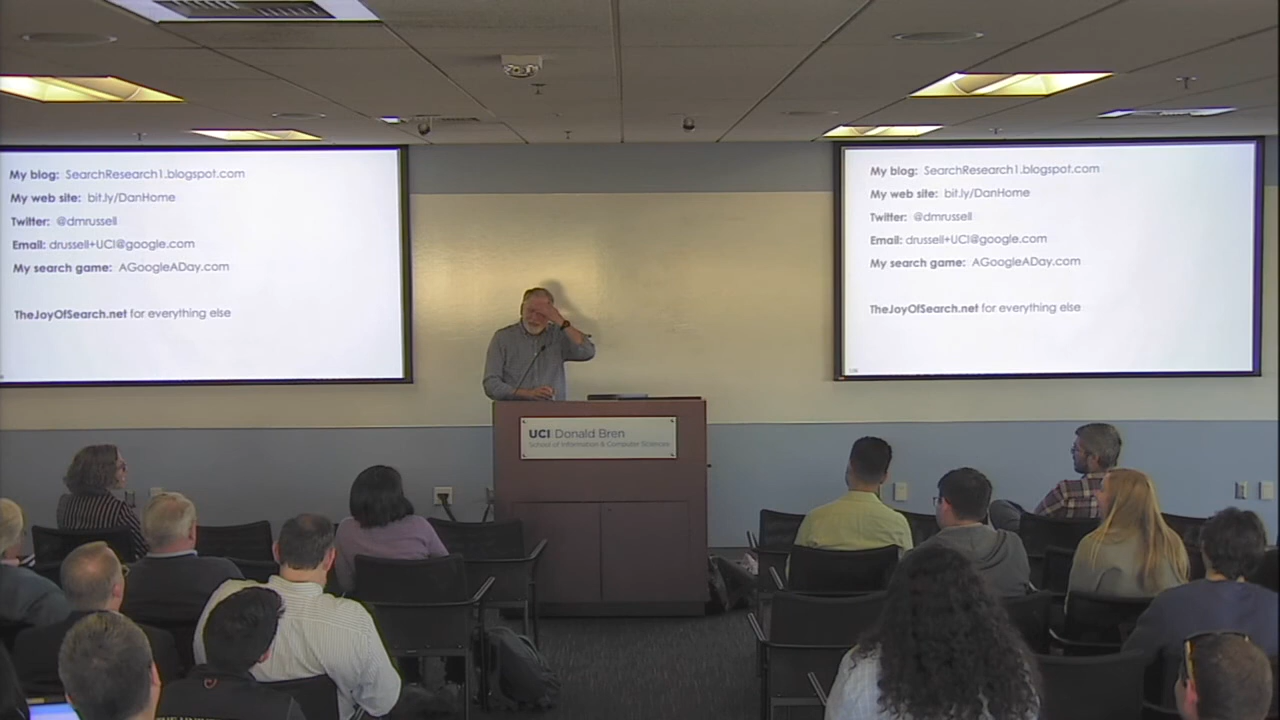 My blog: SearchResearch1.blogspot.com
My web site: bit.ly/DanHome
Twitter: @dmrussell
Email: drussell+UCI@google.com
My search game: AGoogleADay.com
TheJoyOfSearch.net for everything else
My blog: SearchResearch1.blogspot.com
My web site: bit.ly/DanHome
Twitter: @dmrussell
Email: drussell+UCI@google.com
My search game: AGoogleADay.com
TheJoyOfSearch.net for everything else
UCI Donald Bren
School of Information & Computer Sciences